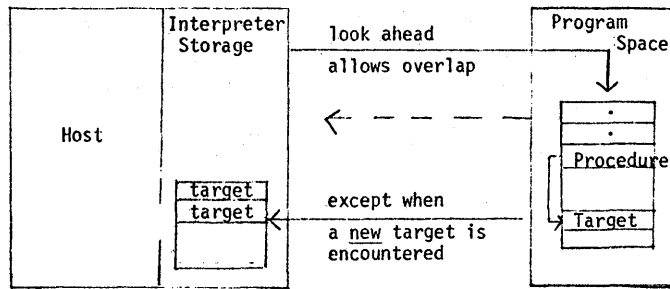 Host
Interpreter
Storage
target
target
look ahead
allows overlap
except when
a new target is
encountered
Program
Space
Procedure
Target